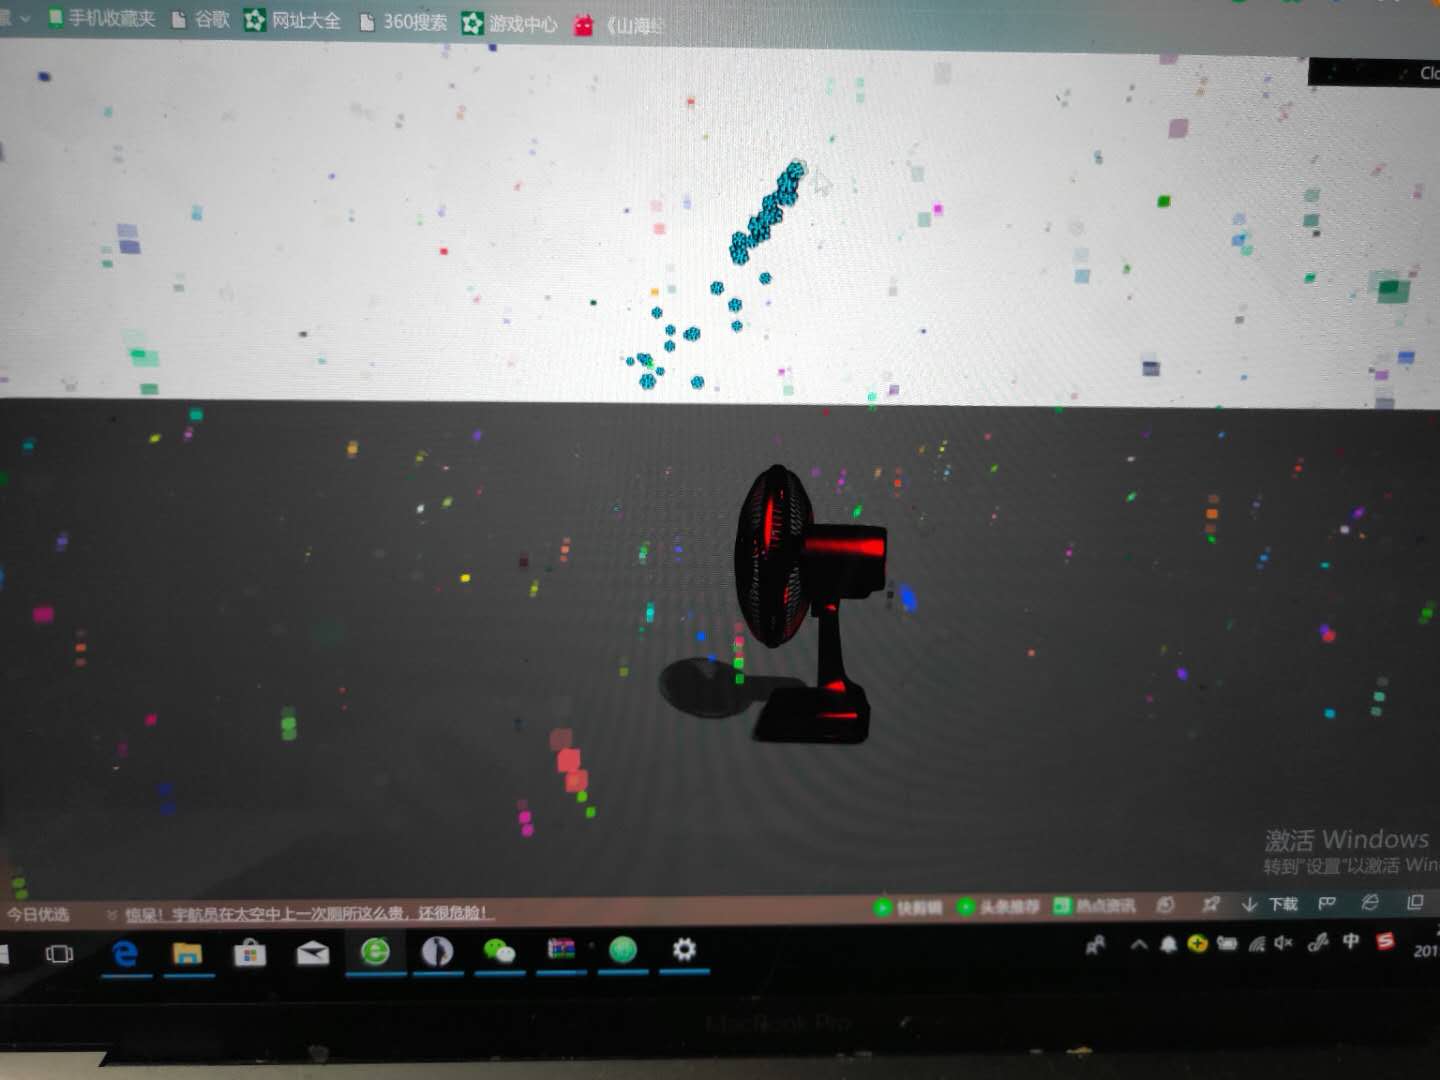 手机收藏夹 谷歌 网址大全 360搜索 游戏中心 《山海
Clo
激活 Windows
转到"设置"以激活 Win
今日优选 惊呆！宇航员在太空中上一次厕所这么贵，还很危险！ 快剪辑 头条推荐 热点资讯 下载
中
201
MacBook Pro